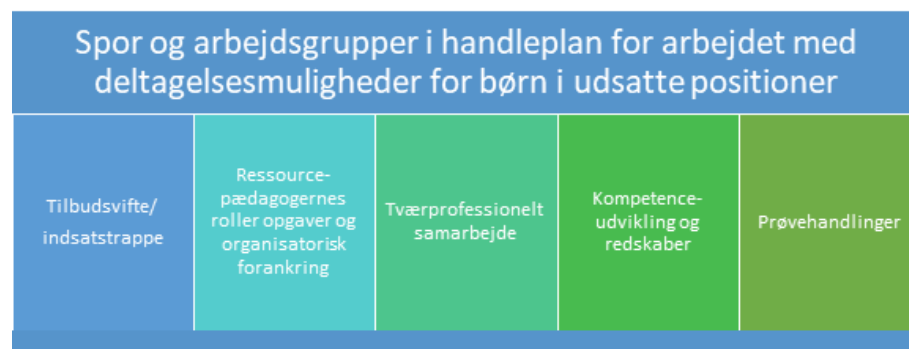 Spor og arbejdsgrupper i handleplan for arbejdet med
deltagelsesmuligheder for børn i udsatte positioner
Tilbudsvifte/
indsatstrappe
Ressource-
pædagogernes
roller opgaver og
organisatorisk
forankring
Tværprofessionelt
samarbejde
Kompetence-
udvikling og
redskaber
Prøvehandlinger